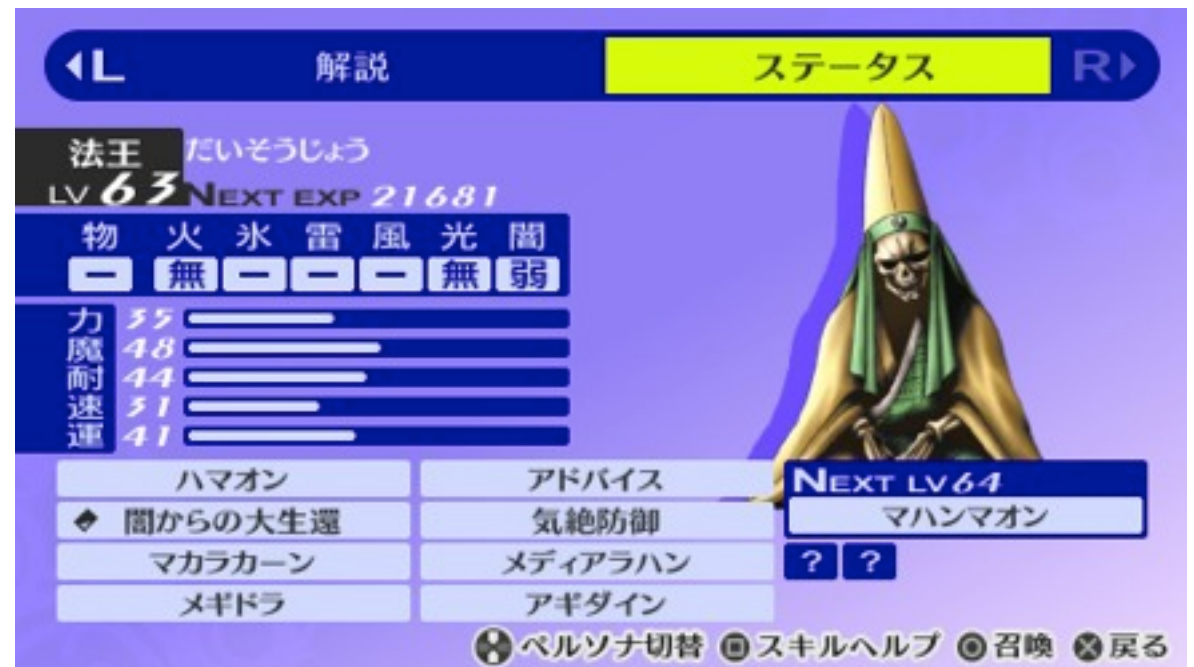 L 解説 ステータス R
法王 だいそうじょう
LV 63 NEXT EXP 21681
物 火 氷 雷 風 光 闇
ー 無 ー ー ー 無 弱
力 35
魔 48
耐 44
速 31
運 41
ハマオン アドバイス NEXT LV 64
闇からの大生還 気絶防御 マハンマオン
マカラカーン メディアラハン ? ?
メギドラ アギダイン
ペルソナ切替 スキルヘルプ 召喚 戻る